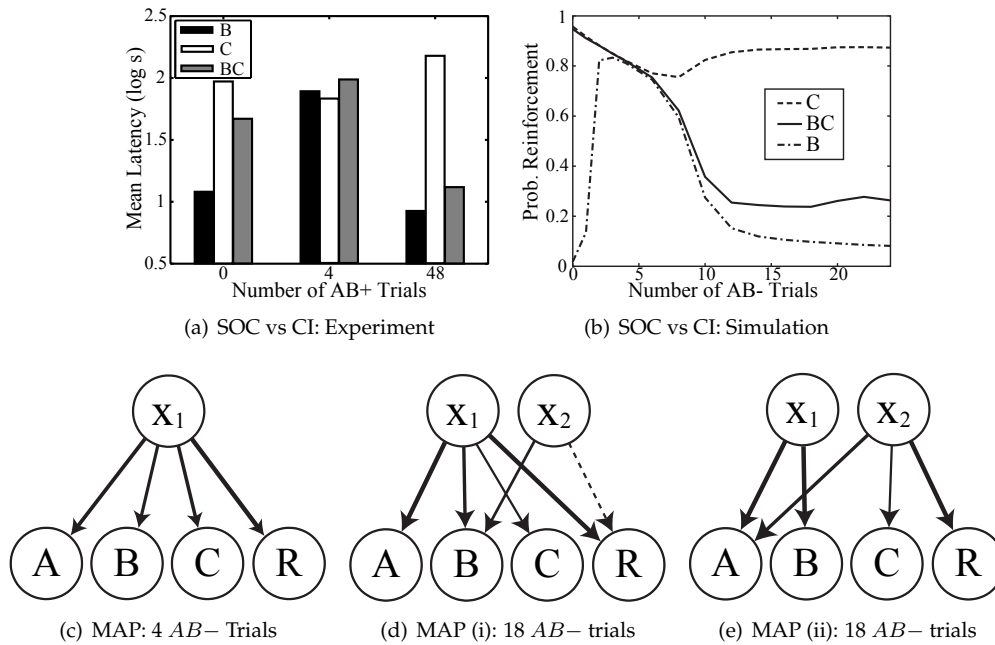 2.5
2
1.5
1
0.5
Mean Latency (log s)
B
C
BC
0
4
48
Number of AB+ Trials
(a) SOC vs CI: Experiment
1
0.8
0.6
0.4
0.2
0
Prob. Reinforcement
C
BC
B
0
5
10
15
20
Number of AB- Trials
(b) SOC vs CI: Simulation
x1
A B C R
(c) MAP: 4 AB− Trials
x1 x2
A B C R
(d) MAP (i): 18 AB− trials
x1 x2
A B C R
(e) MAP (ii): 18 AB− trials